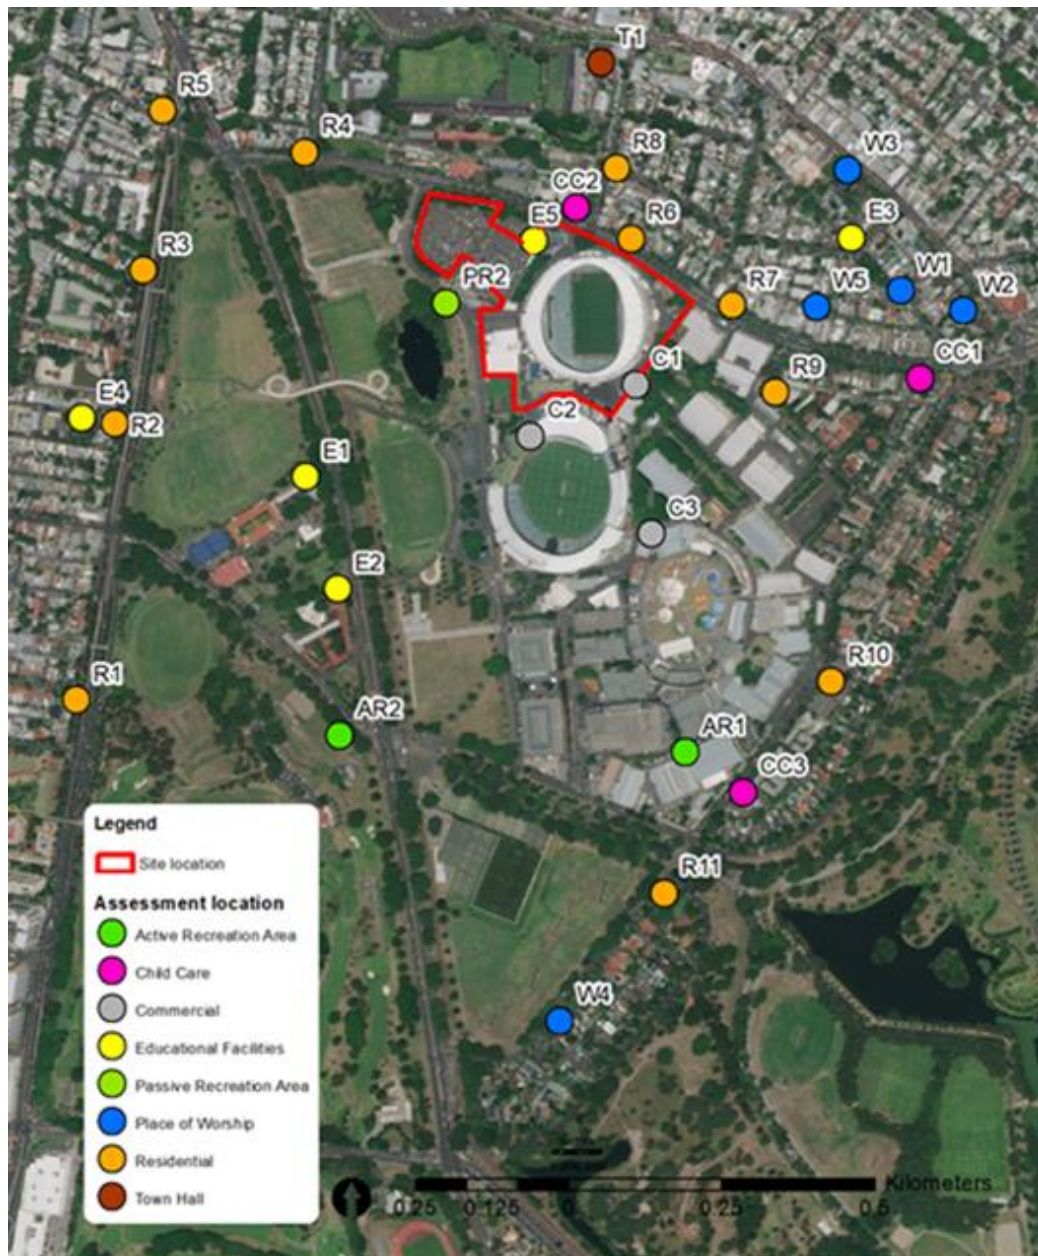 T1
R5
R4
R8
W3
CC2
E5
R6
E3
R3
PR2
R7
W5
W1
W2
C1
CC1
R9
E4
R2
C2
E1
C3
E2
R1
R10
AR2
AR1
CC3
R11
W4
Legend
Site location
Assessment location
Active Recreation Area
Child Care
Commercial
Educational Facilities
Passive Recreation Area
Place of Worship
Residential
Town Hall
Kilometers
0.25 0.125 0 0.25 0.5